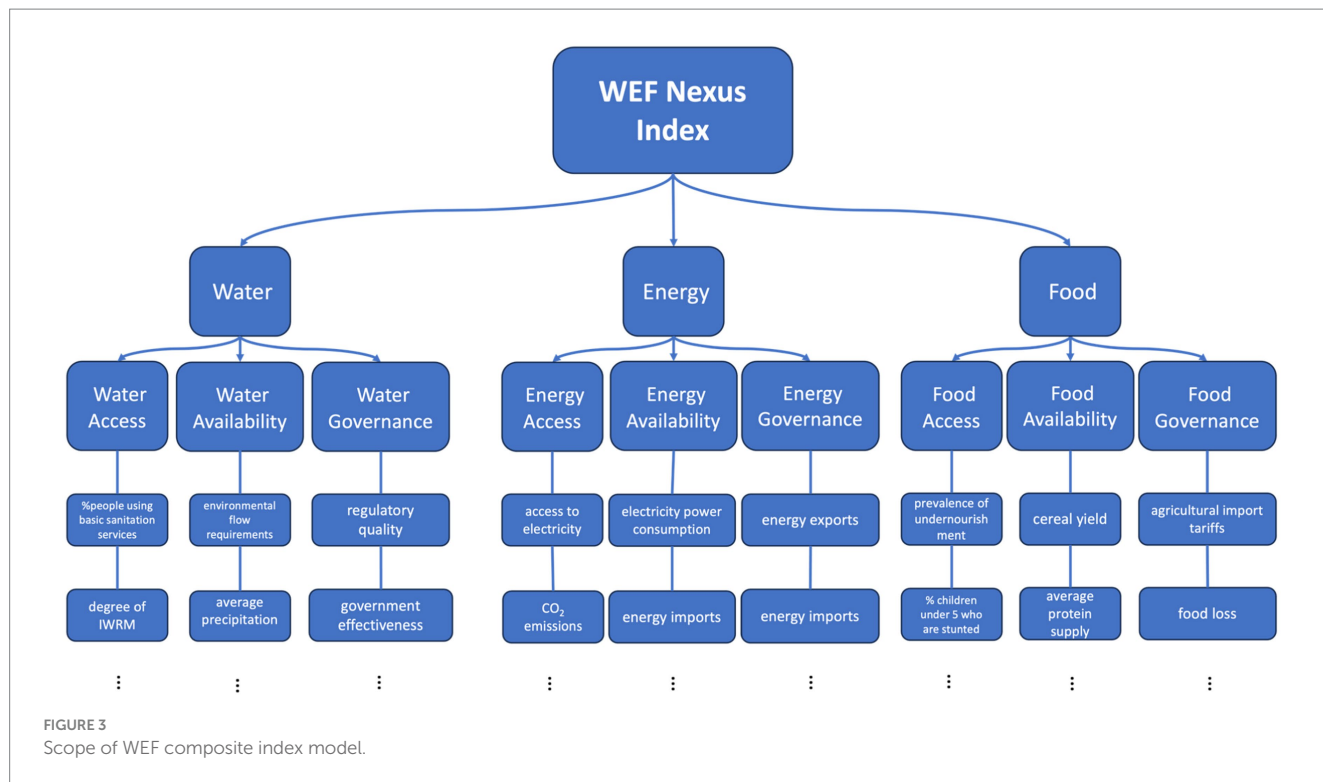 WEF Nexus
Index
Water
Energy
Food
Water
Access
Water
Availability
Water
Governance
Energy
Access
Energy
Availability
Energy
Governance
Food
Access
Food
Availability
Food
Governance
%people using
basic sanitation
services
environmental
flow
requirements
regulatory
quality
access to
electricity
electricity power
consumption
energy exports
prevalence of
undernourish
ment
cereal yield
agricultural import
tariffs
degree of
IWRM
average
precipitation
government
effectiveness
CO₂
emissions
energy imports
energy imports
% children
under 5 who
are stunted
average
protein
supply
food loss
⋮
⋮
⋮
⋮
⋮
⋮
⋮
⋮
⋮
FIGURE 3
Scope of WEF composite index model.